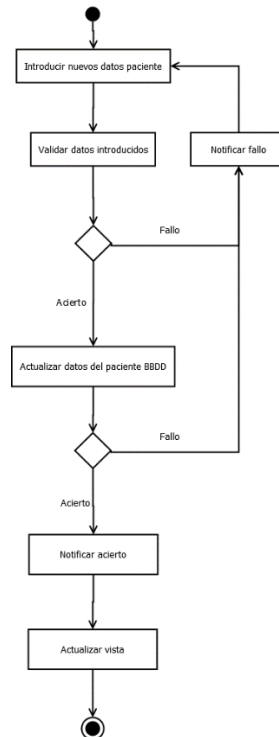 Introducir nuevos datos paciente
Validar datos introducidos
Notificar fallo
Fallo
Acierto
Actualizar datos del paciente BBDD
Fallo
Acierto
Notificar acierto
Actualizar vista